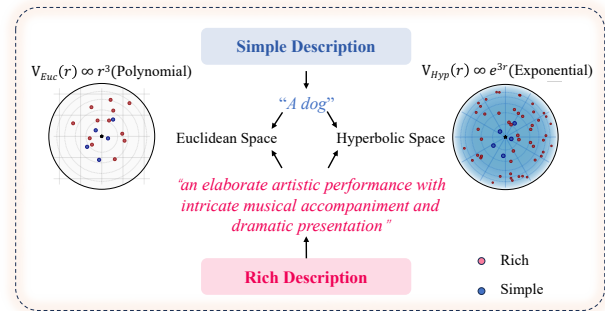 Simple Description
V_Euc(r) ∞ r³(Polynomial)
V_Hyp(r) ∞ e^{3r}(Exponential)
“A dog”
Euclidean Space
Hyperbolic Space
“an elaborate artistic performance with
intricate musical accompaniment and
dramatic presentation”
Rich Description
Rich
Simple